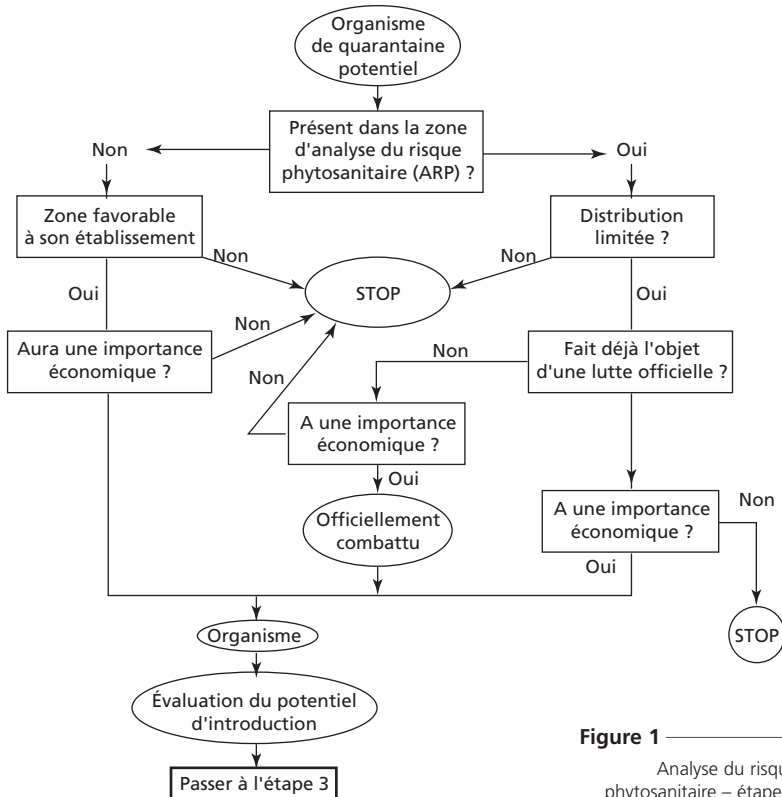 Organisme
de quarantaine
potentiel
Présent dans la zone
d'analyse du risque
phytosanitaire (ARP) ?
Non
Oui
Zone favorable
à son établissement
Distribution
limitée ?
Non
Non
STOP
Oui
Oui
Aura une importance
économique ?
Non
Non
Non
Fait déjà l'objet
d'une lutte officielle ?
A une importance
économique ?
Oui
Officiellement
combattu
A une importance
économique ?
Non
Oui
Organisme
STOP
Évaluation du potentiel
d'introduction
Passer à l'étape 3
Figure 1
Analyse du risqu
phytosanitaire – étape